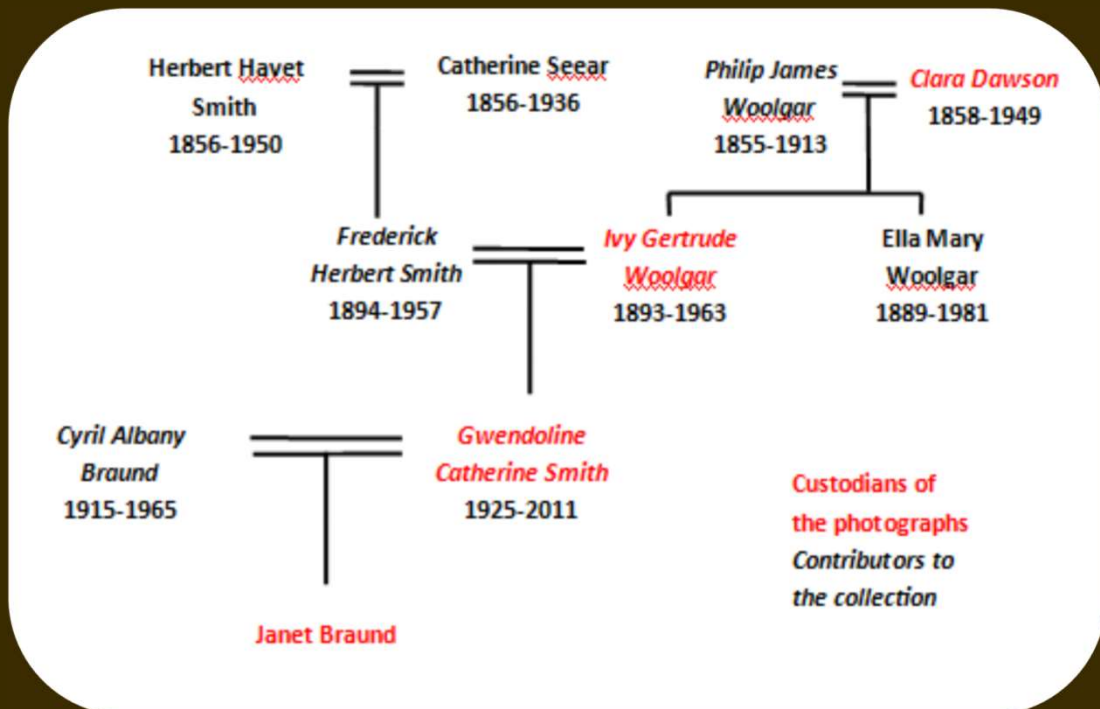 Herbert Havet
Smith
1856-1950
Catherine Seear
1856-1936
Philip James
Woolgar
1855-1913
Clara Dawson
1858-1949
Frederick
Herbert Smith
1894-1957
Ivy Gertrude
Woolgar
1893-1963
Ella Mary
Woolgar
1889-1981
Cyril Albany
Braund
1915-1965
Gwendoline
Catherine Smith
1925-2011
Custodians of
the photographs
Contributors to
the collection
Janet Braund